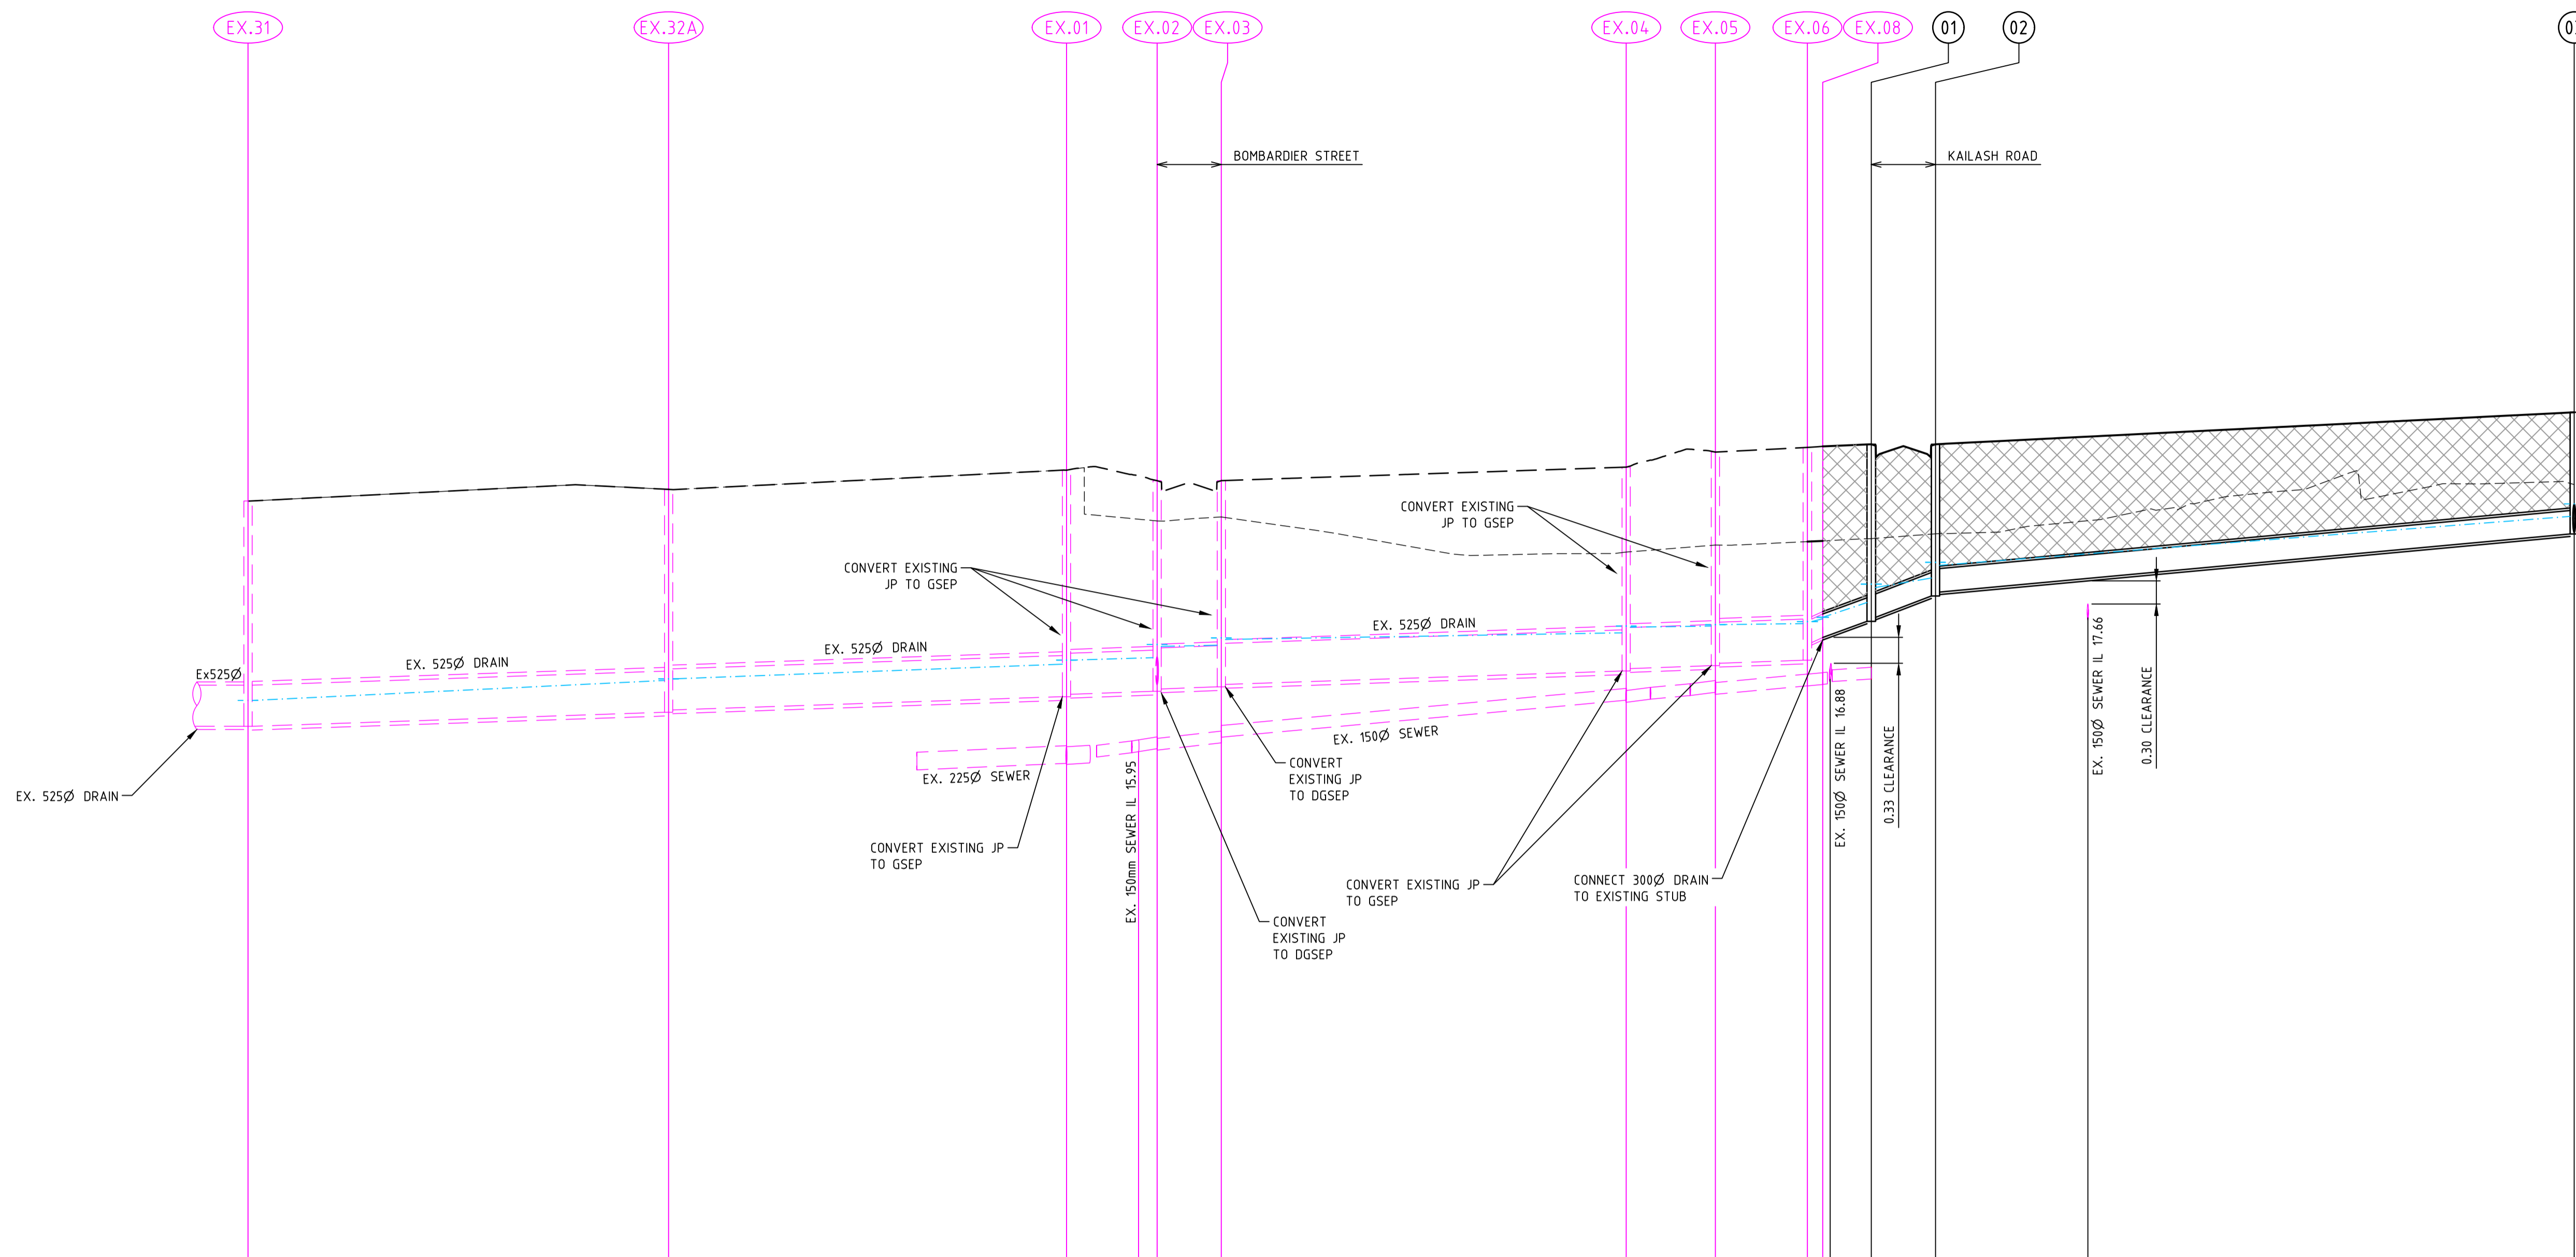 EX.31
EX.32A
EX.01
EX.02
EX.03
EX.04
EX.05
EX.06
EX.08
01
02
BOMBARDIER STREET
KAILASH ROAD
CONVERT EXISTING
JP TO GSEP
CONVERT EXISTING
JP TO GSEP
Ex525Ø
EX. 525Ø DRAIN
EX. 525Ø DRAIN
EX. 525Ø DRAIN
EX. 525Ø DRAIN
EX. 225Ø SEWER
EX. 150Ø SEWER
EX. 150mm SEWER IL 15.95
CONVERT
EXISTING JP
TO DGSEP
CONVERT EXISTING JP
TO GSEP
CONVERT
EXISTING JP
TO DGSEP
CONVERT EXISTING JP
TO GSEP
CONNECT 300Ø DRAIN
TO EXISTING STUB
EX. 150Ø SEWER IL 16.88
0.33 CLEARANCE
EX. 150Ø SEWER IL 17.66
0.30 CLEARANCE